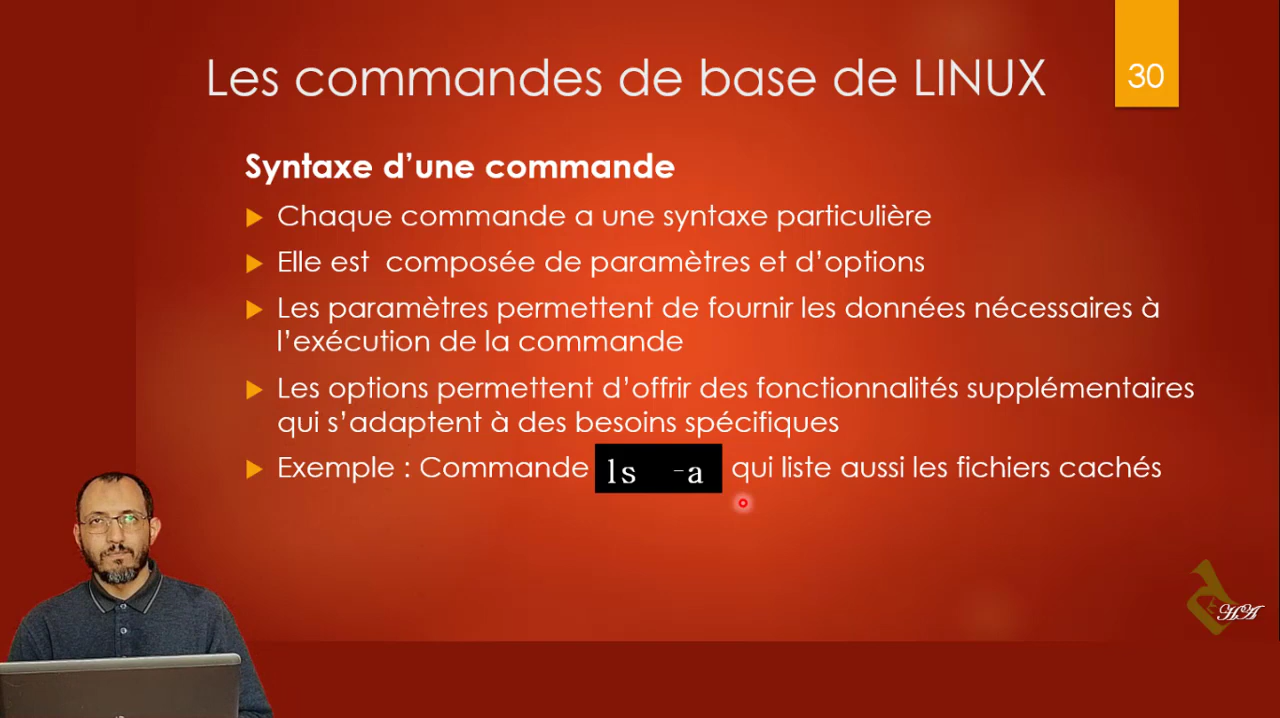 Les commandes de base de LINUX
30
Syntaxe d’une commande
Chaque commande a une syntaxe particulière
Elle est composée de paramètres et d’options
Les paramètres permettent de fournir les données nécessaires à
l’exécution de la commande
Les options permettent d’offrir des fonctionnalités supplémentaires
qui s’adaptent à des besoins spécifiques
Exemple : Commande ls -a qui liste aussi les fichiers cachés
HA